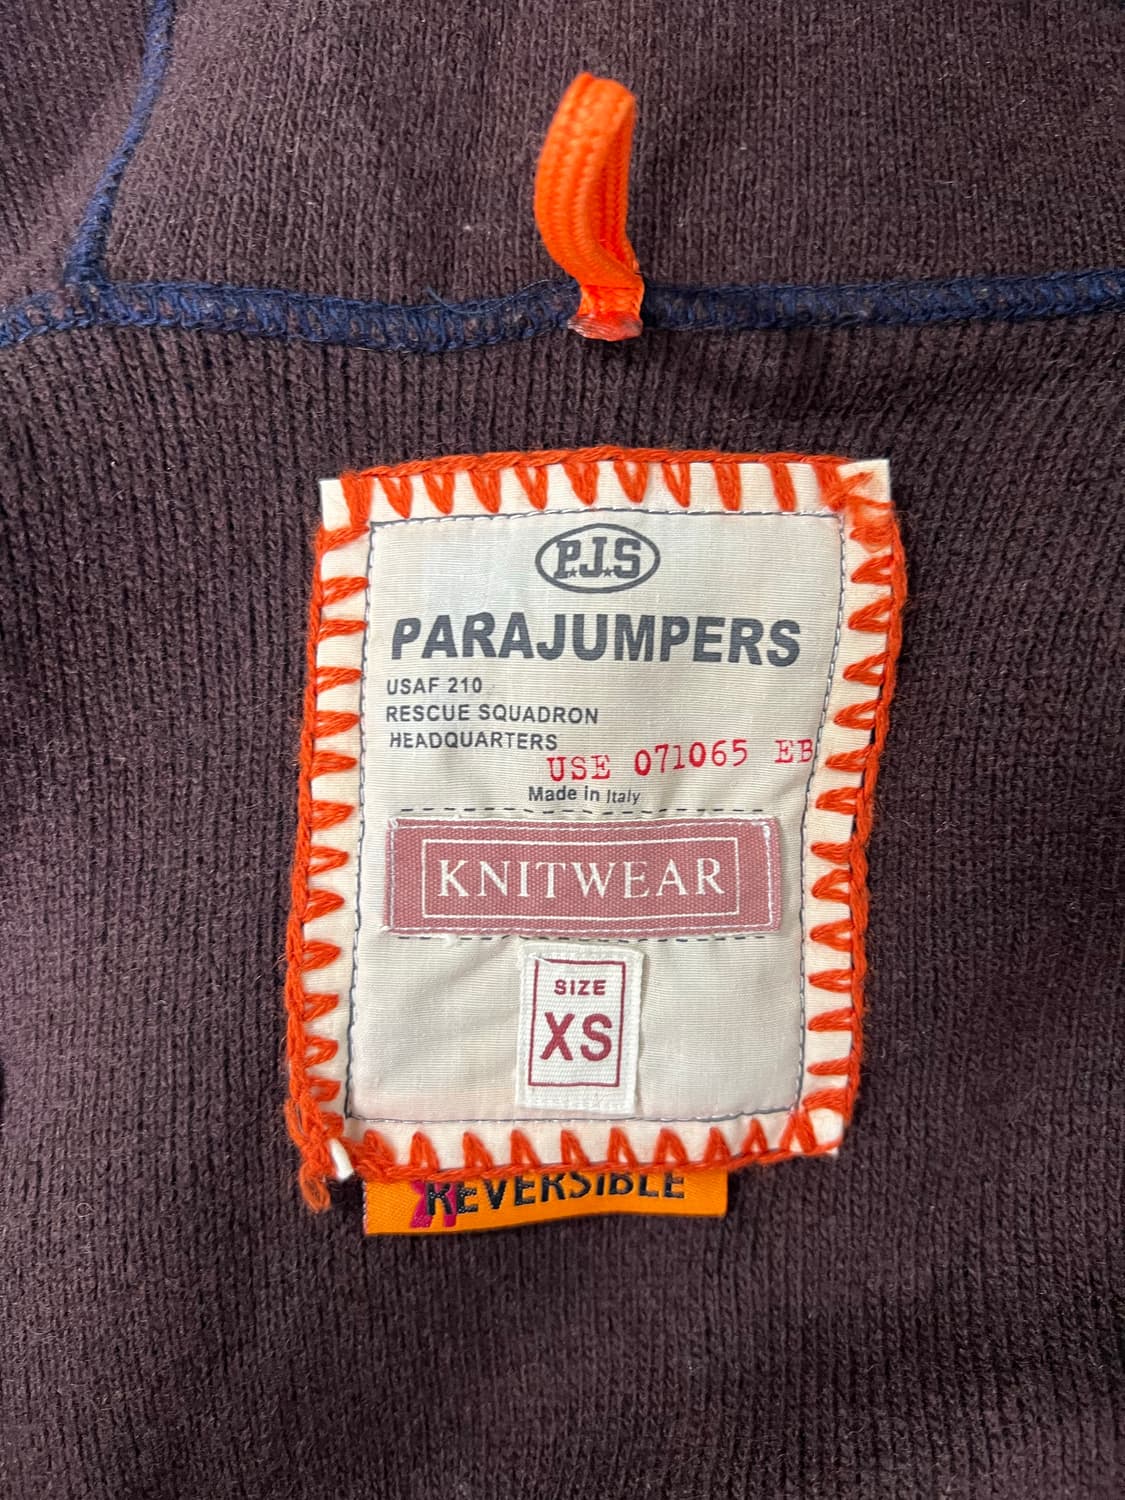 P.J.S
PARAJUMPERS
USAF 210
RESCUE SQUADRON
HEADQUARTERS
USE 071065 EB
Made in Italy
KNITWEAR
SIZE
XS
REVERSIBLE